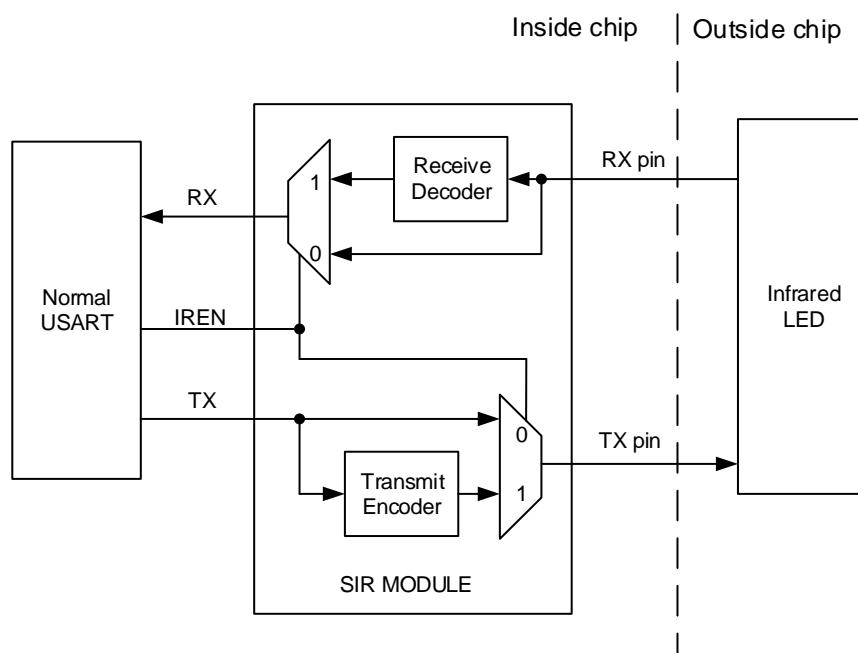 Inside chip
Outside chip
Receive
Decoder
RX pin
1
RX
0
Normal
USART
Infrared
LED
IREN
TX
0
TX pin
Transmit
Encoder
1
SIR MODULE